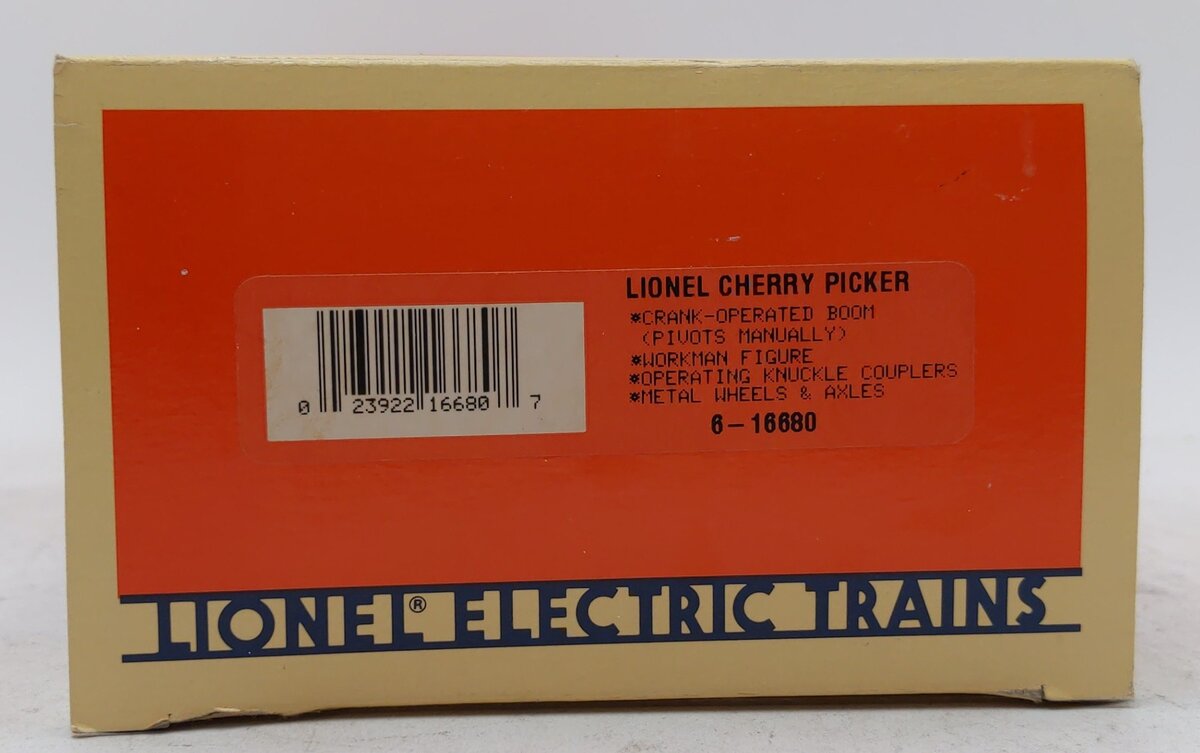 LIONEL CHERRY PICKER
*CRANK-OPERATED BOOM
(PIVOTS MANUALLY)
*WORKMAN FIGURE
*OPERATING KNUCKLE COUPLERS
*METAL WHEELS & AXLES
6-16680
0 23922 16680 7
LIONEL® ELECTRIC TRAINS